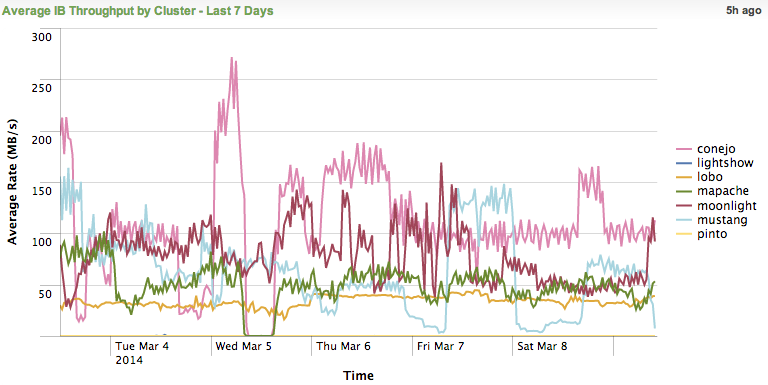 Average IB Throughput by Cluster - Last 7 Days
5h ago
Average Rate (MB/s)
300
250
200
150
100
50
conejo
lightshow
lobo
mapache
moonlight
mustang
pinto
Tue Mar 4
2014
Wed Mar 5
Thu Mar 6
Fri Mar 7
Sat Mar 8
Time